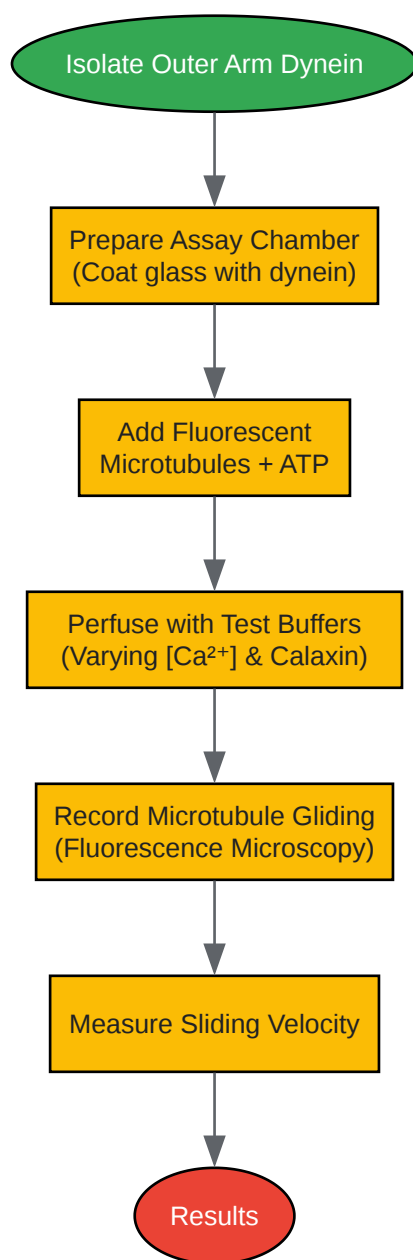 Isolate Outer Arm Dynein
Prepare Assay Chamber
(Coat glass with dynein)
Add Fluorescent
Microtubules + ATP
Perfuse with Test Buffers
(Varying [Ca²⁺] & Calaxin)
Record Microtubule Gliding
(Fluorescence Microscopy)
Measure Sliding Velocity
Results